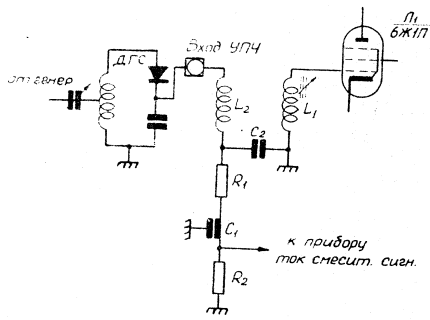 Л1
6Ж1П
Вход УПЧ
ДГС
от генер
L2
L1
C2
R1
C1
к прибору
ток смесит. сигн.
R2